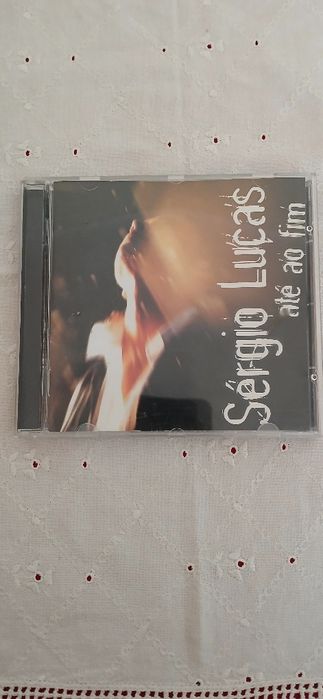 Sérgio Lucas
até ao fim